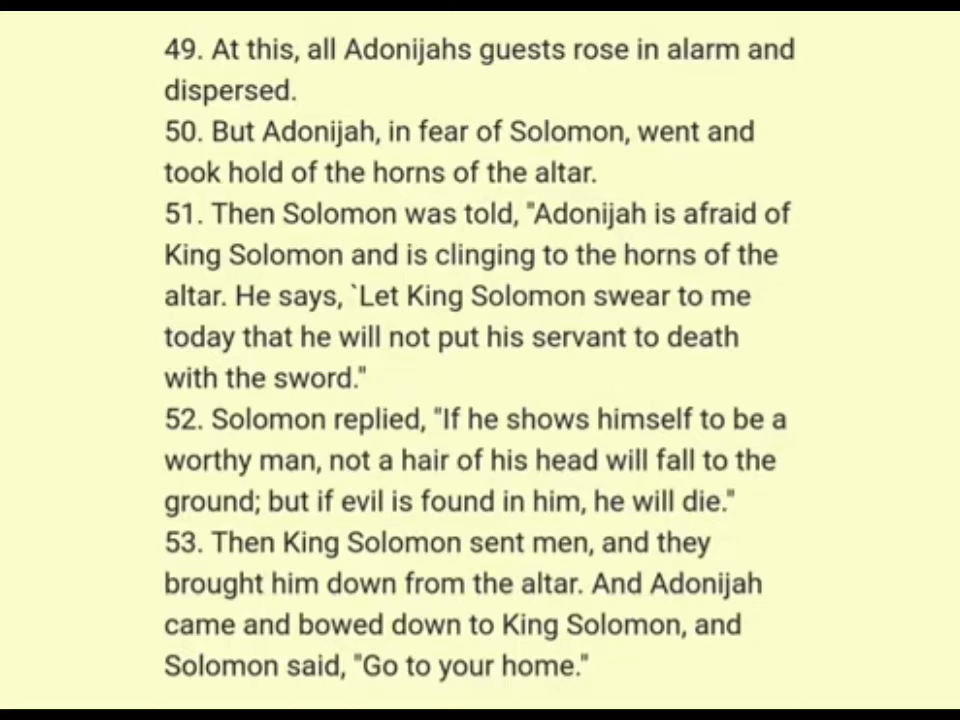 49. At this, all Adonijahs guests rose in alarm and
dispersed.
50. But Adonijah, in fear of Solomon, went and
took hold of the horns of the altar.
51. Then Solomon was told, "Adonijah is afraid of
King Solomon and is clinging to the horns of the
altar. He says, `Let King Solomon swear to me
today that he will not put his servant to death
with the sword."
52. Solomon replied, "If he shows himself to be a
worthy man, not a hair of his head will fall to the
ground; but if evil is found in him, he will die."
53. Then King Solomon sent men, and they
brought him down from the altar. And Adonijah
came and bowed down to King Solomon, and
Solomon said, "Go to your home."